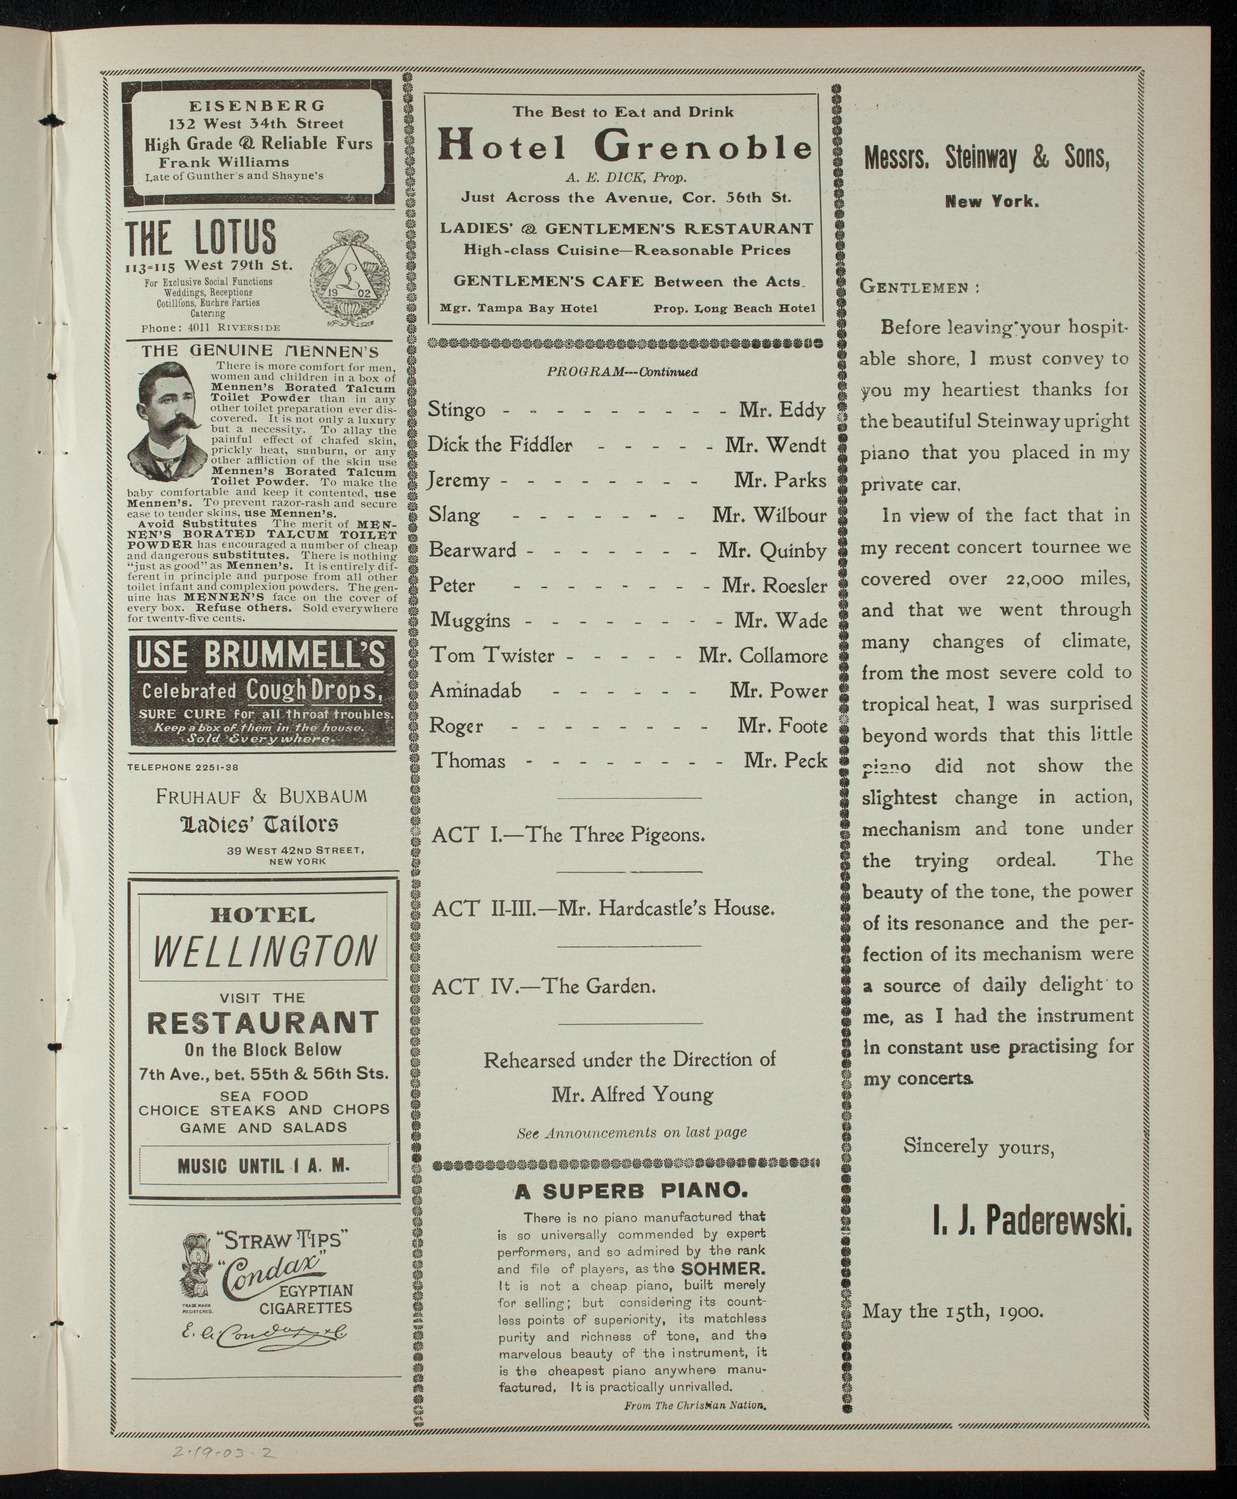 EISENBERG
132 West 34th Street
High Grade @ Reliable Furs
Frank Williams
Late of Gunther's and Shayne's
THE LOTUS
113=115 West 79th St.
For Exclusive Social Functions
Weddings, Receptions
Cotillions, Euchre Parties
Catering
Phone: 4011 RIVERSIDE
L
19 02
THE GENUINE MENNEN'S
There is more comfort for men,
women and children in a box of
Mennen's Borated Talcum
Toilet Powder than in any
other toilet preparation ever dis-
covered. It is not only a luxury
but a necessity. To allay the
painful effect of chafed skin,
prickly heat, sunburn, or any
other affliction of the skin use
Mennen's Borated Talcum
Toilet Powder. To make the
baby comfortable and keep it contented, use
Mennen's. To prevent razor-rash and secure
ease to tender skins, use Mennen's.
Avoid Substitutes The merit of MEN-
NEN'S BORATED TALCUM TOILET
POWDER has encouraged a number of cheap
and dangerous substitutes. There is nothing
"just as good" as Mennen's. It is entirely dif-
ferent in principle and purpose from all other
toilet infant and complexion powders. The gen-
uine has MENNEN'S face on the cover of
every box. Refuse others. Sold everywhere
for twenty-five cents.
USE BRUMMELL'S
Celebrated Cough Drops,
SURE CURE for all throat troubles.
Keep a box of them in the house.
Sold Everywhere.
TELEPHONE 2251-38
FRUHAUF & BUXBAUM
Ladies' Tailors
39 WEST 42ND STREET,
NEW YORK
HOTEL
WELLINGTON
VISIT THE
RESTAURANT
On the Block Below
7th Ave., bet. 55th & 56th Sts.
SEA FOOD
CHOICE STEAKS AND CHOPS
GAME AND SALADS
MUSIC UNTIL 1 A. M.
"STRAW TIPS"
"Condax"
EGYPTIAN
CIGARETTES
TRADE MARK
REGISTERED.
The Best to Eat and Drink
Hotel Grenoble
A. E. DICK, Prop.
Just Across the Avenue, Cor. 56th St.
LADIES' @ GENTLEMEN'S RESTAURANT
High-class Cuisine—Reasonable Prices
GENTLEMEN'S CAFE Between the Acts.
Mgr. Tampa Bay Hotel Prop. Long Beach Hotel
PROGRAM---Continued
Stingo - - - - - - - - - Mr. Eddy
Dick the Fiddler - - - - - Mr. Wendt
Jeremy - - - - - - - - Mr. Parks
Slang - - - - - - - Mr. Wilbour
Bearward - - - - - - - Mr. Quinby
Peter - - - - - - - - Mr. Roesler
Muggins - - - - - - - - Mr. Wade
Tom Twister - - - - - Mr. Collamore
Aminadab - - - - - - Mr. Power
Roger - - - - - - - - Mr. Foote
Thomas - - - - - - - - Mr. Peck
ACT I.—The Three Pigeons.
ACT II-III.—Mr. Hardcastle's House.
ACT IV.—The Garden.
Rehearsed under the Direction of
Mr. Alfred Young
See Announcements on last page
A SUPERB PIANO.
There is no piano manufactured that
is so universally commended by expert
performers, and so admired by the rank
and file of players, as the SOHMER.
It is not a cheap piano, built merely
for selling; but considering its count-
less points of superiority, its matchless
purity and richness of tone, and the
marvelous beauty of the instrument, it
is the cheapest piano anywhere manu-
factured. It is practically unrivalled.
From The Christian Nation.
Messrs. Steinway & Sons,
New York.
GENTLEMEN :
Before leaving your hospit-
able shore, I must convey to
you my heartiest thanks for
the beautiful Steinway upright
piano that you placed in my
private car.
In view of the fact that in
my recent concert tournee we
covered over 22,000 miles,
and that we went through
many changes of climate,
from the most severe cold to
tropical heat, I was surprised
beyond words that this little
piano did not show the
slightest change in action,
mechanism and tone under
the trying ordeal. The
beauty of the tone, the power
of its resonance and the per-
fection of its mechanism were
a source of daily delight to
me, as I had the instrument
in constant use practising for
my concerts.
Sincerely yours,
I. J. Paderewski.
May the 15th, 1900.
2-19-03-2